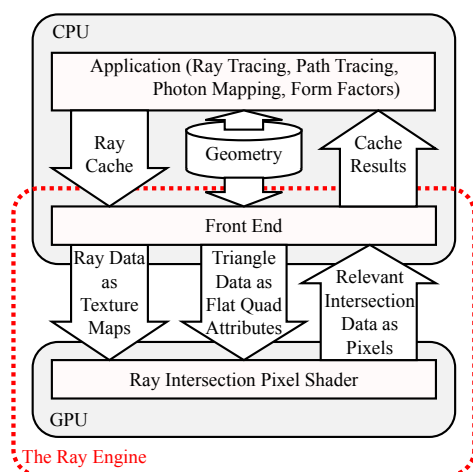 CPU
Application (Ray Tracing, Path Tracing,
Photon Mapping, Form Factors)
Ray
Cache
Geometry
Cache
Results
Front End
Ray Data
as
Texture
Maps
Triangle
Data as
Flat Quad
Attributes
Relevant
Intersection
Data as
Pixels
Ray Intersection Pixel Shader
GPU
The Ray Engine